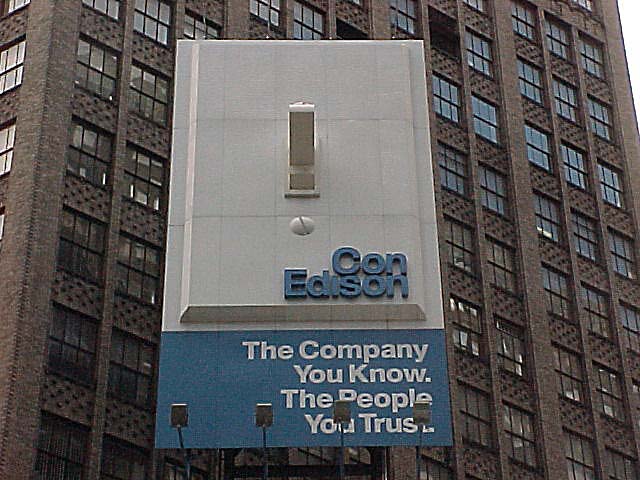 Con
Edison
The Company
You Know.
The People
You Trust.